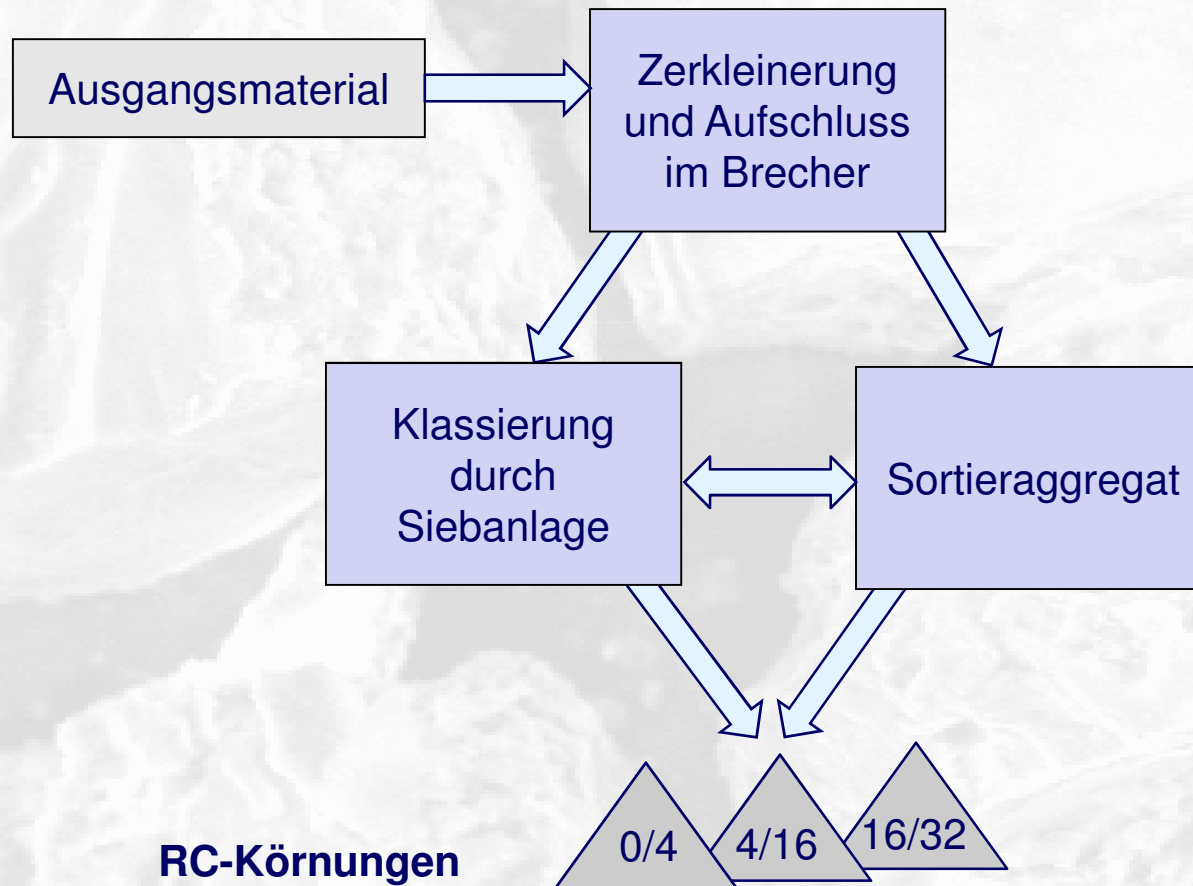 Ausgangsmaterial
Zerkleinerung
und Aufschluss
im Brecher
Klassierung
durch
Siebanlage
Sortieraggregat
RC-Körnungen
0/4
4/16
16/32